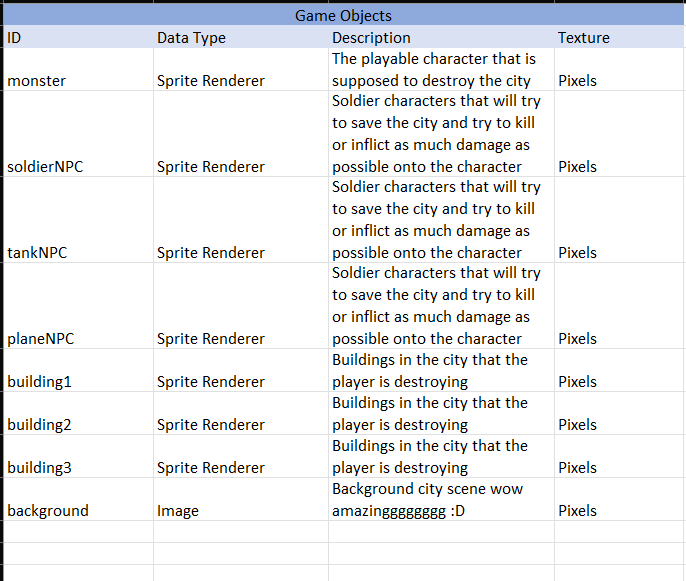 Game Objects
ID Data Type Description Texture
The playable character that is
monster Sprite Renderer supposed to destroy the city Pixels
Soldier characters that will try
to save the city and try to kill
or inflict as much damage as
soldierNPC Sprite Renderer possible onto the character Pixels
Soldier characters that will try
to save the city and try to kill
or inflict as much damage as
tankNPC Sprite Renderer possible onto the character Pixels
Soldier characters that will try
to save the city and try to kill
or inflict as much damage as
planeNPC Sprite Renderer possible onto the character Pixels
Buildings in the city that the
building1 Sprite Renderer player is destroying Pixels
Buildings in the city that the
building2 Sprite Renderer player is destroying Pixels
Buildings in the city that the
building3 Sprite Renderer player is destroying Pixels
Background city scene wow
background Image amazinggggggggg :D Pixels